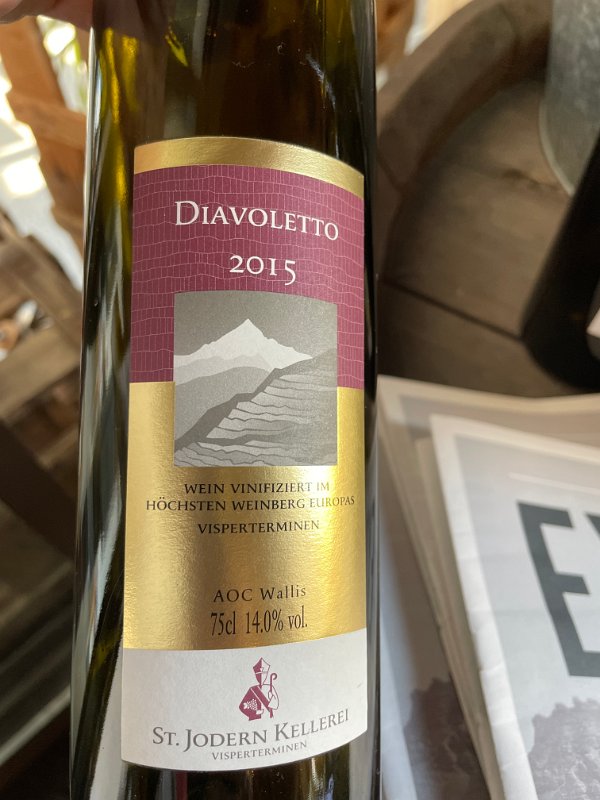 DIAVOLETTO
2015
WEIN VINIFIZIERT IM
HÖCHSTEN WEINBERG EUROPAS
VISPERTERMINEN
AOC Wallis
75cl 14.0% vol.
ST. JODERN KELLEREI
VISPERTERMINEN